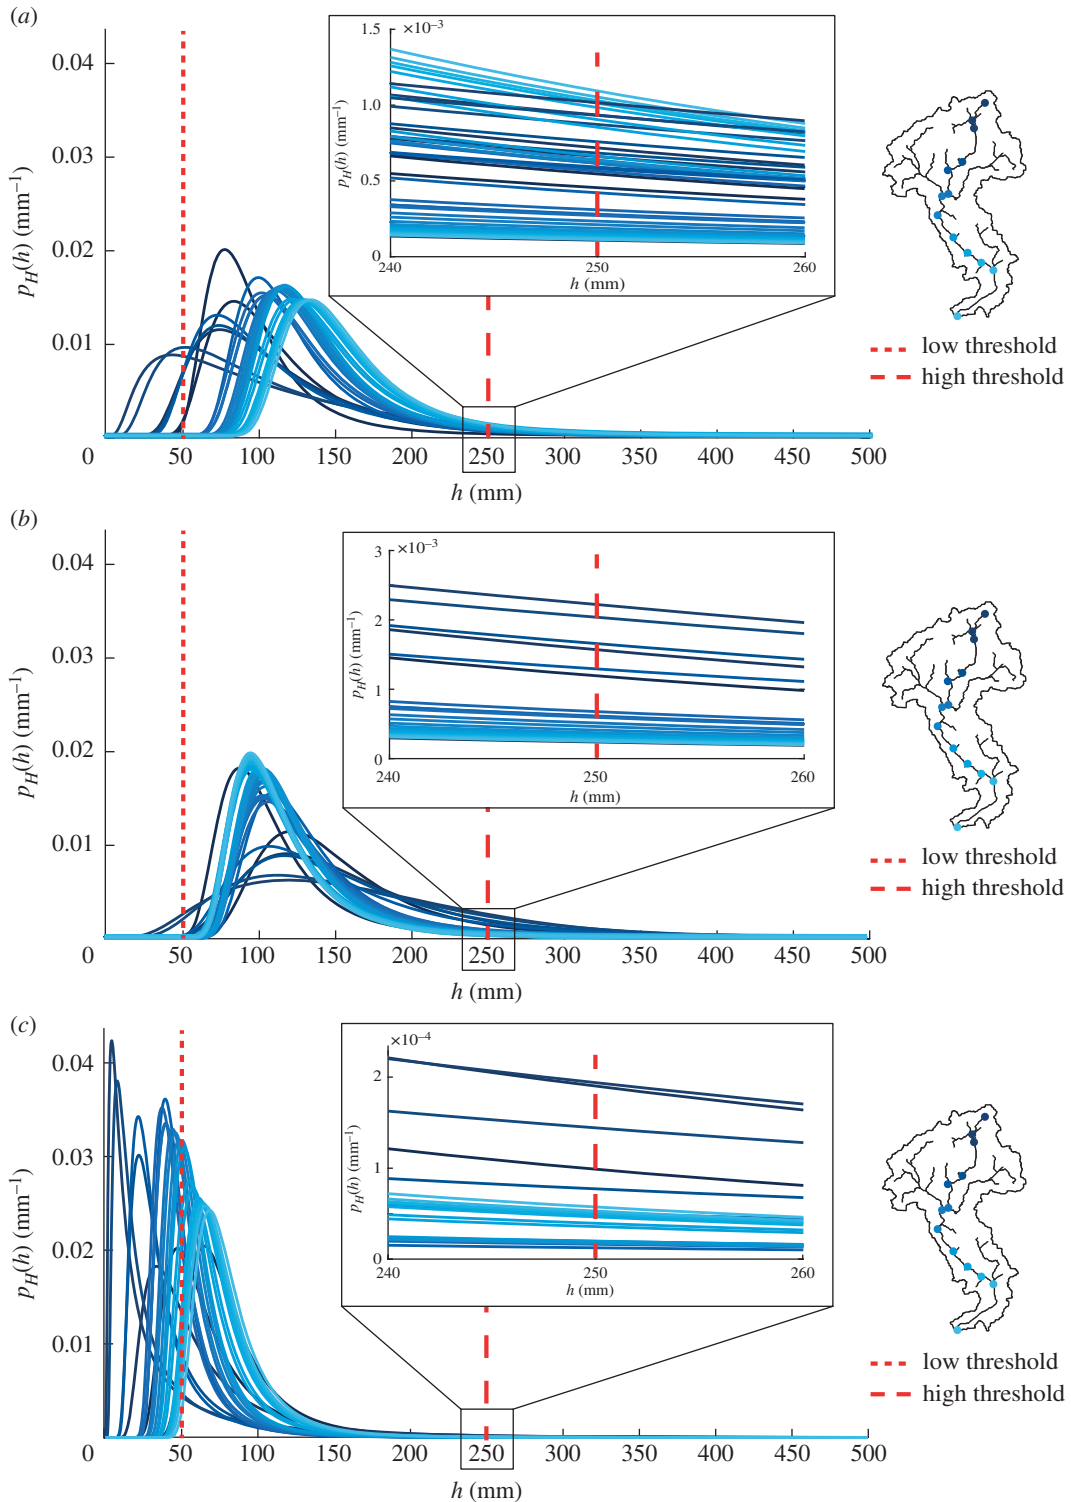 (a)
0.04
0.03
0.02
0.01
p_H(h) (mm⁻¹)
0 50 100 150 200 250 300 350 400 450 500
h (mm)
×10⁻³
1.5
1.0
0.5
0
p_H(h) (mm⁻¹)
240 250 260
h (mm)
low threshold
high threshold
(b)
0.04
0.03
0.02
0.01
p_H(h) (mm⁻¹)
0 50 100 150 200 250 300 350 400 450 500
h (mm)
×10⁻³
3
2
1
0
p_H(h) (mm⁻¹)
240 250 260
h (mm)
low threshold
high threshold
(c)
0.04
0.03
0.02
0.01
p_H(h) (mm⁻¹)
0 50 100 150 200 250 300 350 400 450 500
h (mm)
×10⁻⁴
2
1
0
p_H(h) (mm⁻¹)
240 250 260
h (mm)
low threshold
high threshold